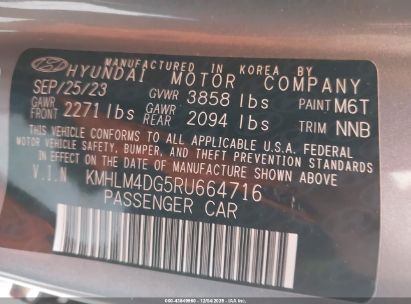 MANUFACTURED IN KOREA BY
HYUNDAI MOTOR COMPANY
SEP/25/23 GVWR 3858 lbs PAINT M6T
GAWR FRONT 2271 lbs GAWR REAR 2094 lbs TRIM NNB
THIS VEHICLE CONFORMS TO ALL APPLICABLE U.S.A. FEDERAL
MOTOR VEHICLE SAFETY, BUMPER, AND THEFT PREVENTION STANDARDS
IN EFFECT ON THE DATE OF MANUFACTURE SHOWN ABOVE.
V.I.N KMHLM4DG5RU664716
PASSENGER CAR